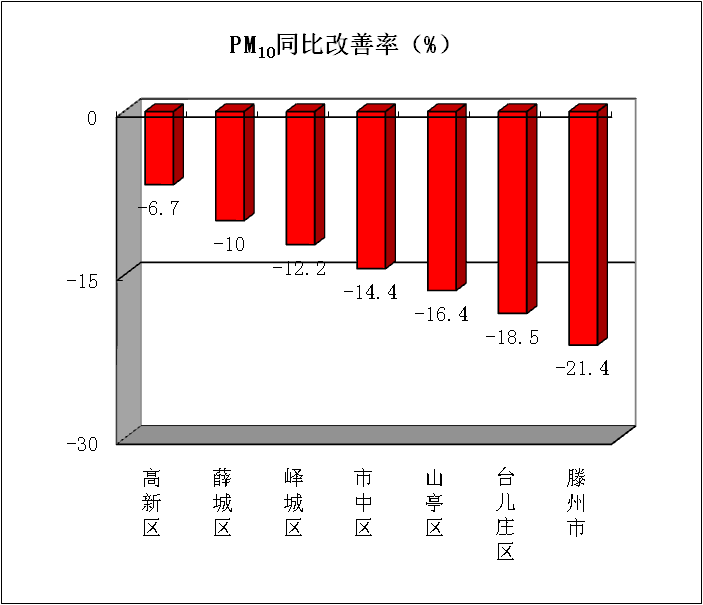 PM10同比改善率（%）
0
-15
-30
-6.7
-10
-12.2
-14.4
-16.4
-18.5
-21.4
高新区
薛城区
峄城区
市中区
山亭区
台儿庄区
滕州市